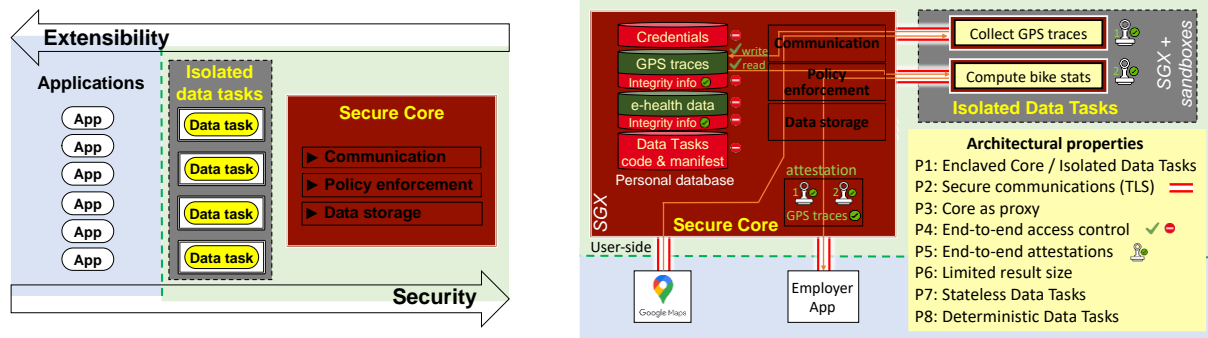 Extensibility
Applications
App
App
App
App
App
App
Isolated
data tasks
Data task
Data task
Data task
Data task
Secure Core
► Communication
► Policy enforcement
► Data storage
Security
Credentials
GPS traces
Integrity info
e-health data
Integrity info
Data Tasks
code & manifest
Personal database
write
read
Communication
Policy
enforcement
Data storage
attestation
1
2
GPS traces
SGX
Secure Core
User-side
Google Maps
Employer
App
Collect GPS traces
1
Compute bike stats
2
Isolated Data Tasks
SGX +
sandboxes
Architectural properties
P1: Enclaved Core / Isolated Data Tasks
P2: Secure communications (TLS)
P3: Core as proxy
P4: End-to-end access control
P5: End-to-end attestations
P6: Limited result size
P7: Stateless Data Tasks
P8: Deterministic Data Tasks